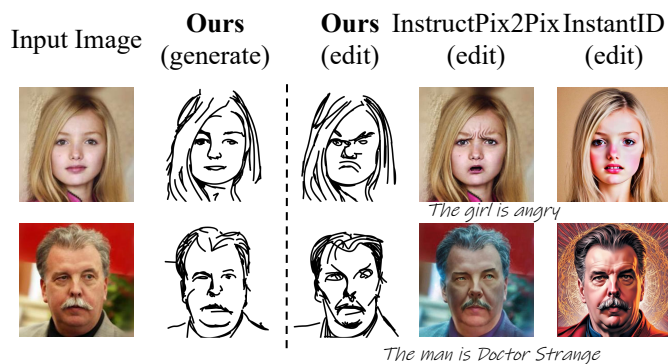 Input Image
Ours
(generate)
Ours
(edit)
InstructPix2Pix
(edit)
InstantID
(edit)
The girl is angry
The man is Doctor Strange